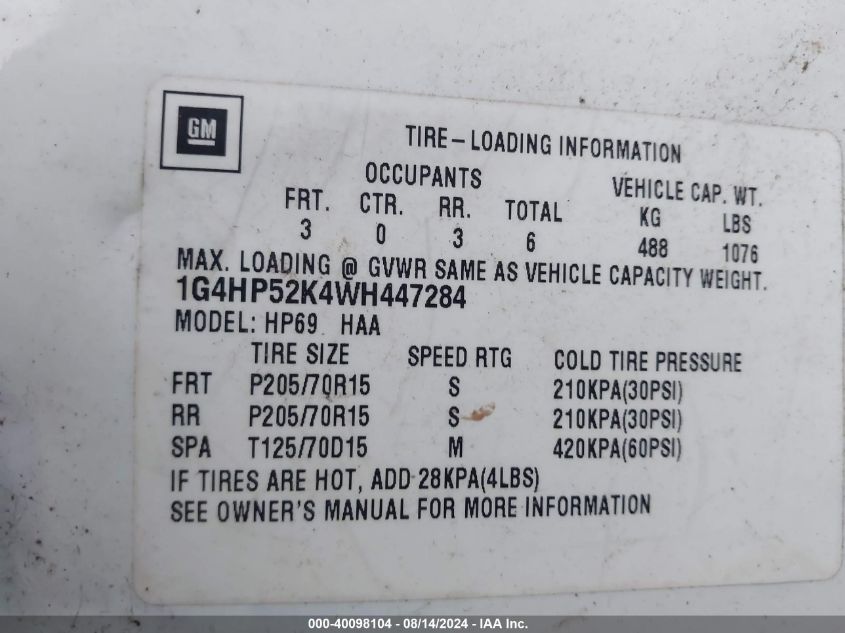 GM
TIRE-LOADING INFORMATION
OCCUPANTS VEHICLE CAP. WT.
FRT. CTR. RR. TOTAL KG LBS
3 0 3 6 488 1076
MAX. LOADING @ GVWR SAME AS VEHICLE CAPACITY WEIGHT.
1G4HP52K4WH447284
MODEL: HP69 HAA
TIRE SIZE SPEED RTG COLD TIRE PRESSURE
FRT P205/70R15 S 210KPA(30PSI)
RR P205/70R15 S 210KPA(30PSI)
SPA T125/70D15 M 420KPA(60PSI)
IF TIRES ARE HOT, ADD 28KPA(4LBS)
SEE OWNER'S MANUAL FOR MORE INFORMATION
000-40098104 - 08/14/2024 - IAA Inc.